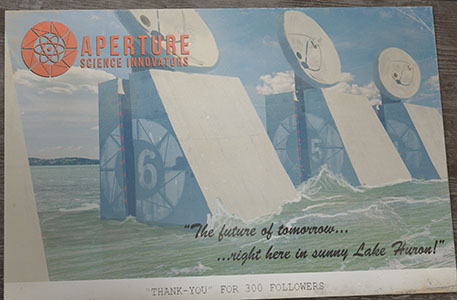 APERTURE
SCIENCE INNOVATORS
6
5
"The future of tomorrow...
...right here in sunny Lake Huron!"
"THANK-YOU" FOR 300 FOLLOWERS